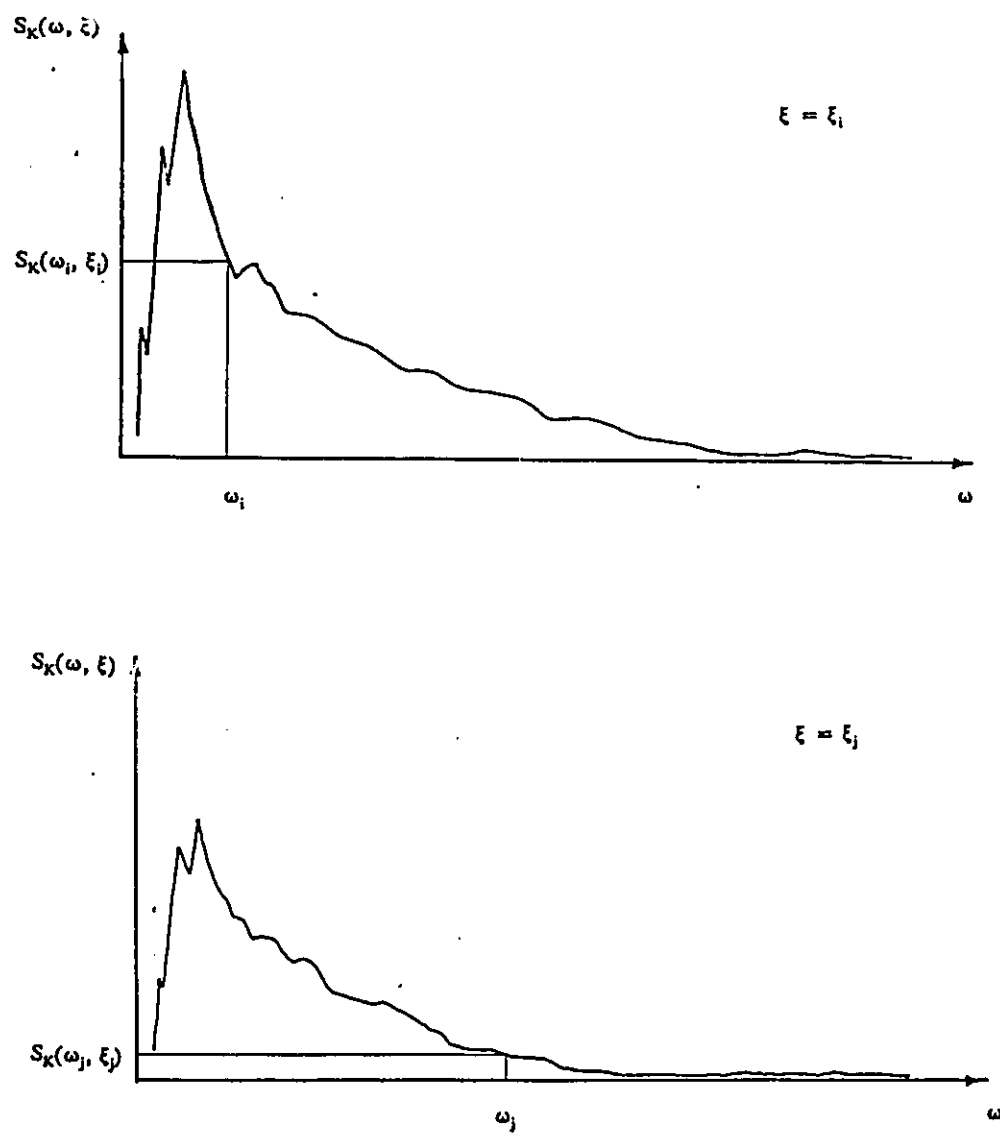 S_K(ω, ξ)
ξ = ξ_i
S_K(ω_i, ξ_i)
ω_i
ω
S_K(ω, ξ)
ξ = ξ_j
S_K(ω_j, ξ_j)
ω_j
ω